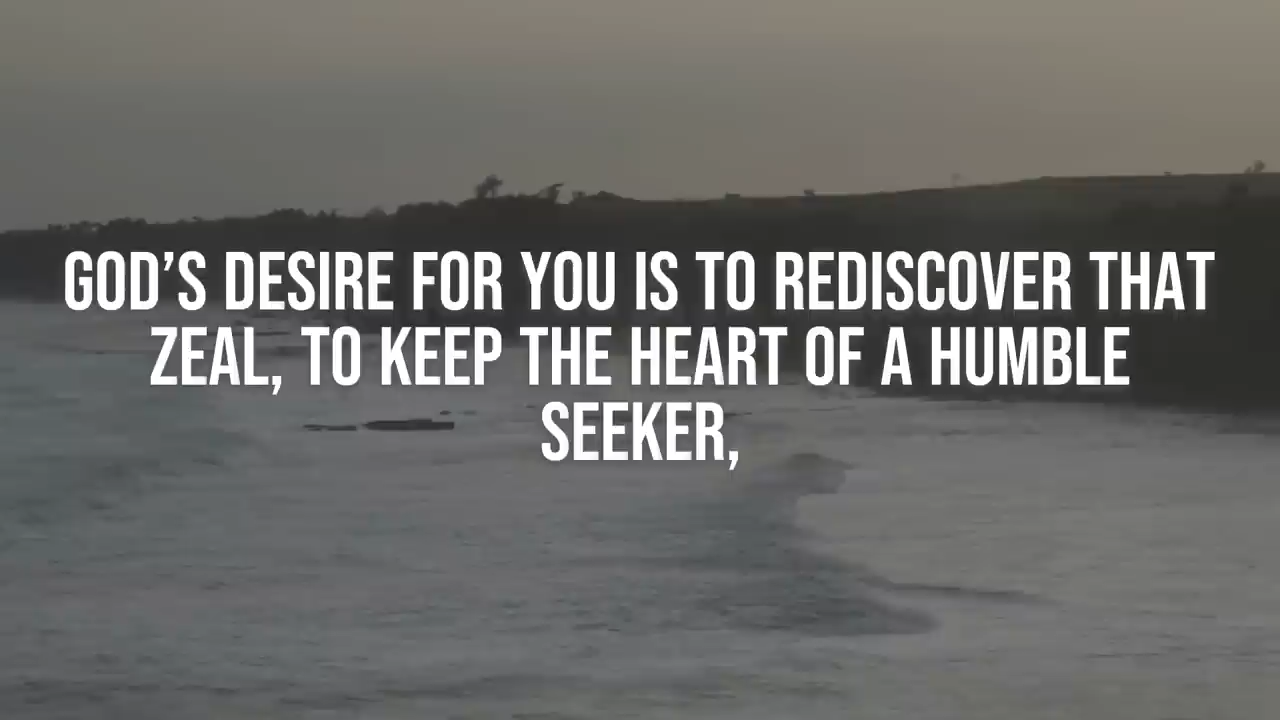 GOD’S DESIRE FOR YOU IS TO REDISCOVER THAT
ZEAL, TO KEEP THE HEART OF A HUMBLE
SEEKER,